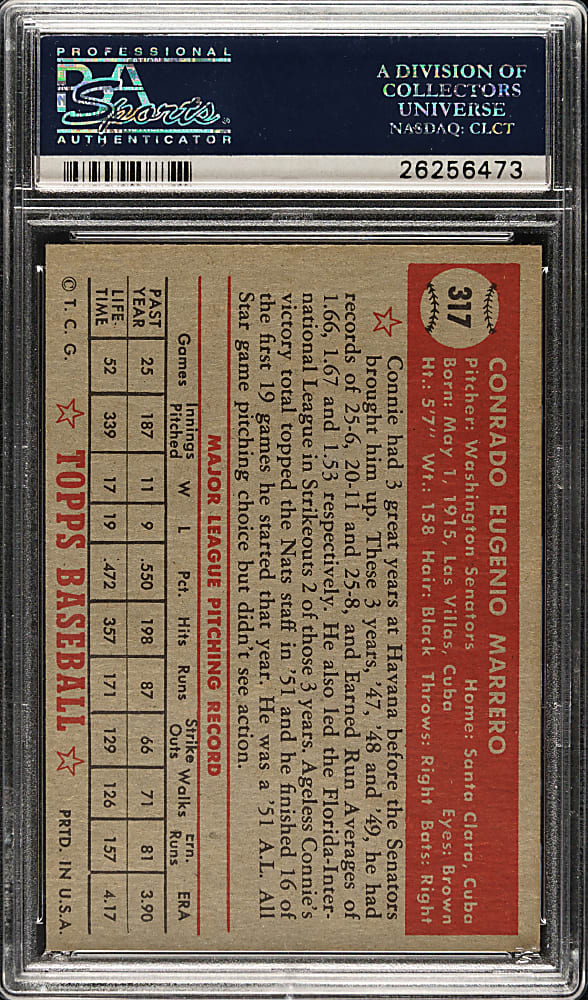 PROFESSIONAL
PSA
Sports
AUTHENTICATOR
A DIVISION OF
COLLECTORS
UNIVERSE
NASDAQ: CLCT
26256473
317
CONRADO EUGENIO MARRERO
Pitcher: Washington Senators Home: Santa Clara, Cuba
Born: May 1, 1915, Las Villas, Cuba Eyes: Brown
Ht.: 5'7" Wt.: 158 Hair: Black Throws: Right Bats: Right
Connie had 3 great years at Havana before the Senators
brought him up. These 3 years, '47, '48 and '49, he had
records of 25-6, 20-11 and 25-8, and Earned Run Averages of
1.66, 1.67 and 1.53 respectively. He also led the Florida-Inter-
national League in Strikeouts 2 of those 3 years. Ageless Connie's
victory total topped the Nats staff in '51 and he finished 16 of
the first 19 games he started that year. He was a '51 A.L. All
Star game pitching choice but didn't see action.
MAJOR LEAGUE PITCHING RECORD
Games Innings Pitched W L Pct. Hits Runs Strike Outs Walks Ern. Runs ERA
PAST YEAR 25 187 11 9 .550 198 87 66 71 81 3.90
LIFE TIME 52 339 17 19 .472 357 171 129 126 157 4.17
© T. C. G. ☆ TOPPS BASEBALL ☆ PRTD. IN U.S.A.